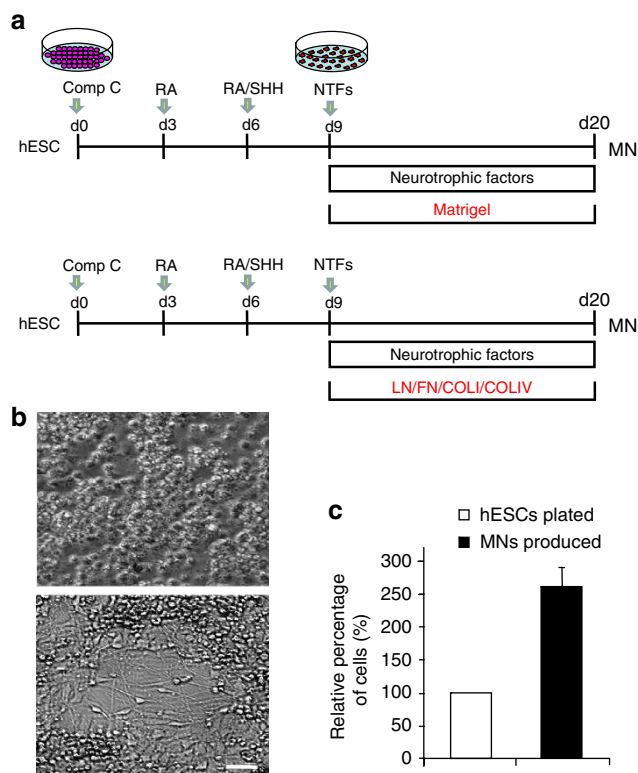 a
Comp C RA RA/SHH NTFs
d0 d3 d6 d9 d20
hESC MN
Neurotrophic factors
Matrigel
Comp C RA RA/SHH NTFs
d0 d3 d6 d9 d20
hESC MN
Neurotrophic factors
LN/FN/COLI/COLIV
b
c
hESCs plated
MNs produced
Relative percentage
of cells (%)
300
250
200
150
100
50
0